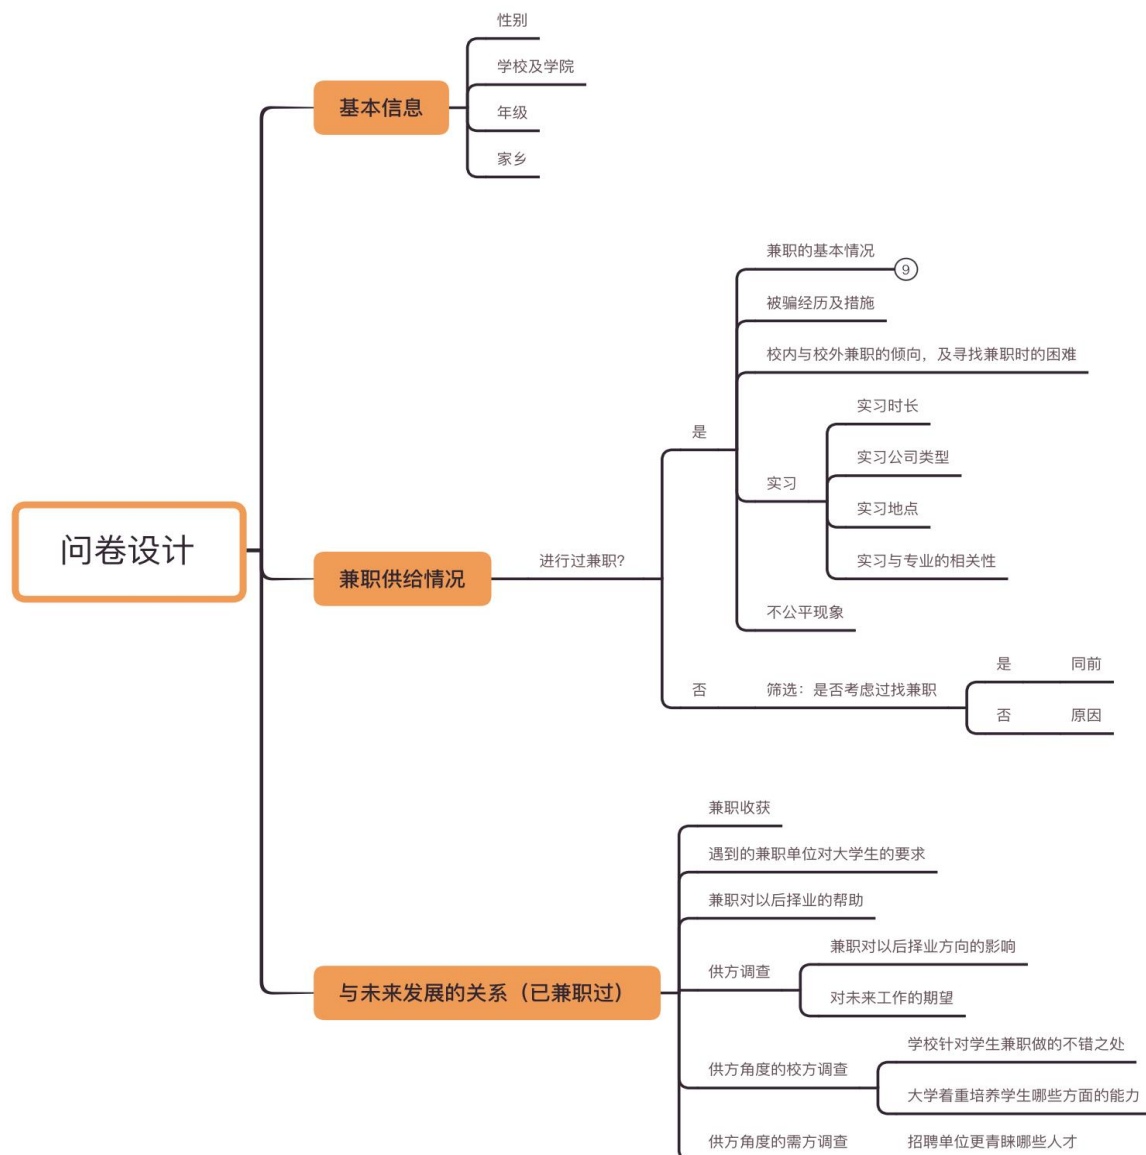 问卷设计
基本信息
性别
学校及学院
年级
家乡
兼职供给情况
进行过兼职?
是
兼职的基本情况
9
被骗经历及措施
校内与校外兼职的倾向，及寻找兼职时的困难
实习
实习时长
实习公司类型
实习地点
实习与专业的相关性
不公平现象
否
筛选：是否考虑过找兼职
是
同前
否
原因
与未来发展的关系（已兼职过）
兼职收获
遇到的兼职单位对大学生的要求
兼职对以后择业的帮助
供方调查
兼职对以后择业方向的影响
对未来工作的期望
供方角度的校方调查
学校针对学生兼职做的不错之处
大学着重培养学生哪些方面的能力
供方角度的需方调查
招聘单位更青睐哪些人才